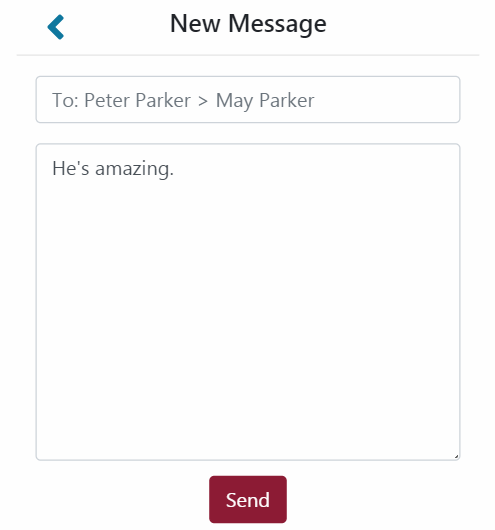 New Message
To: Peter Parker > May Parker
He's amazing.
Send